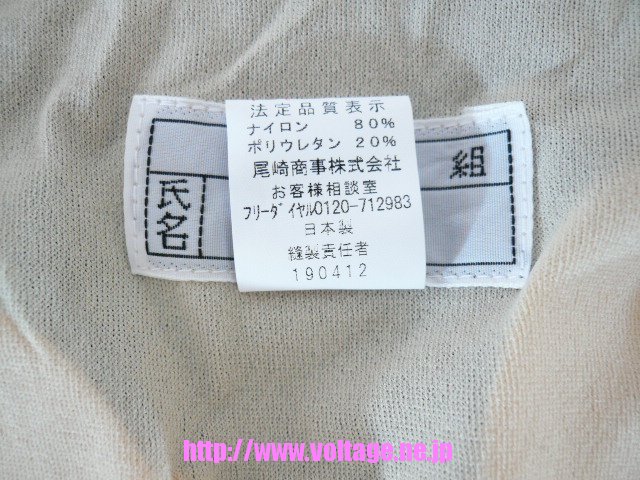 法定品質表示
ナイロン 80%
ポリウレタン 20%
尾崎商事株式会社
お客様相談室
フリーダイヤル0120-712983
日本製
縫製責任者
190412
組
氏名
http://www.voltage.ne.jp